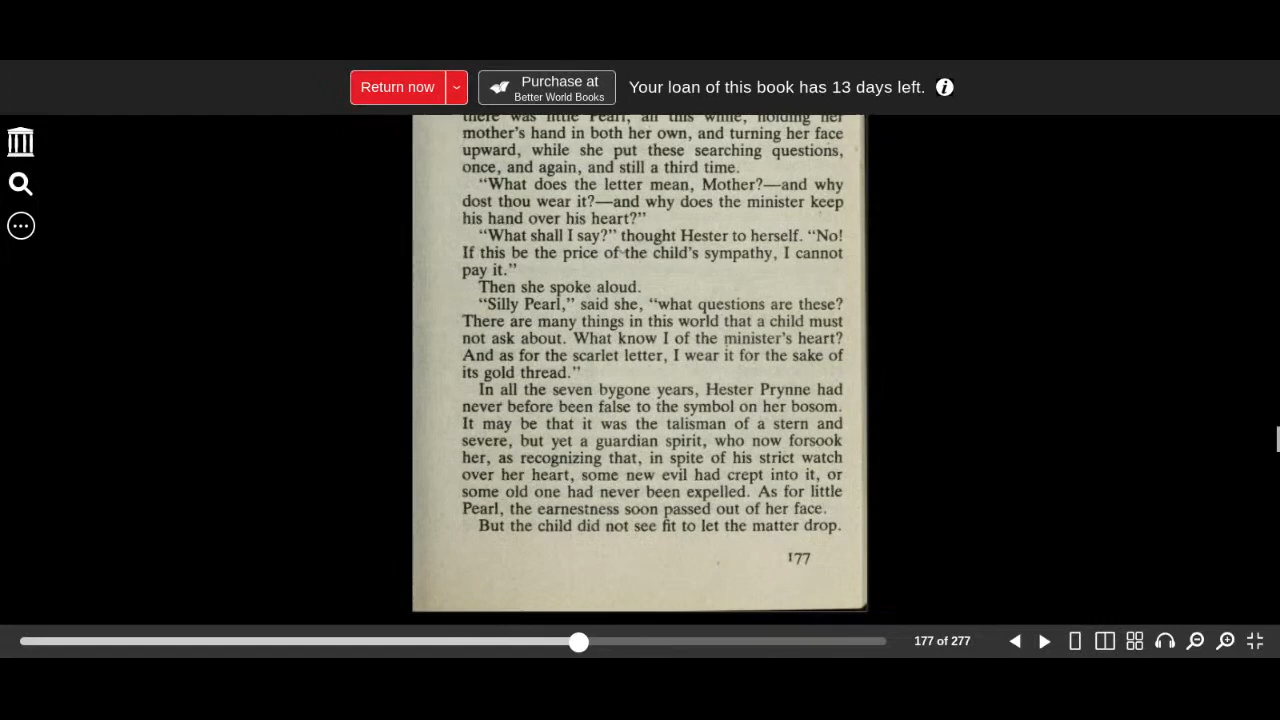 Return now
Purchase at
Better World Books
Your loan of this book has 13 days left.
there was little Pearl, all this while, holding her
mother's hand in both her own, and turning her face
upward, while she put these searching questions,
once, and again, and still a third time.
"What does the letter mean, Mother?—and why
dost thou wear it?—and why does the minister keep
his hand over his heart?"
"What shall I say?" thought Hester to herself. "No!
If this be the price of the child's sympathy, I cannot
pay it."
Then she spoke aloud.
"Silly Pearl," said she, "what questions are these?
There are many things in this world that a child must
not ask about. What know I of the minister's heart?
And as for the scarlet letter, I wear it for the sake of
its gold thread."
In all the seven bygone years, Hester Prynne had
never before been false to the symbol on her bosom.
It may be that it was the talisman of a stern and
severe, but yet a guardian spirit, who now forsook
her, as recognizing that, in spite of his strict watch
over her heart, some new evil had crept into it, or
some old one had never been expelled. As for little
Pearl, the earnestness soon passed out of her face.
But the child did not see fit to let the matter drop.
177
177 of 277